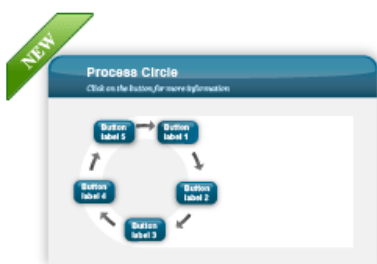 NEW
Process Circle
Click on the button for more information
Button
label 5
Button
label 1
Button
label 2
Button
label 3
Button
label 4